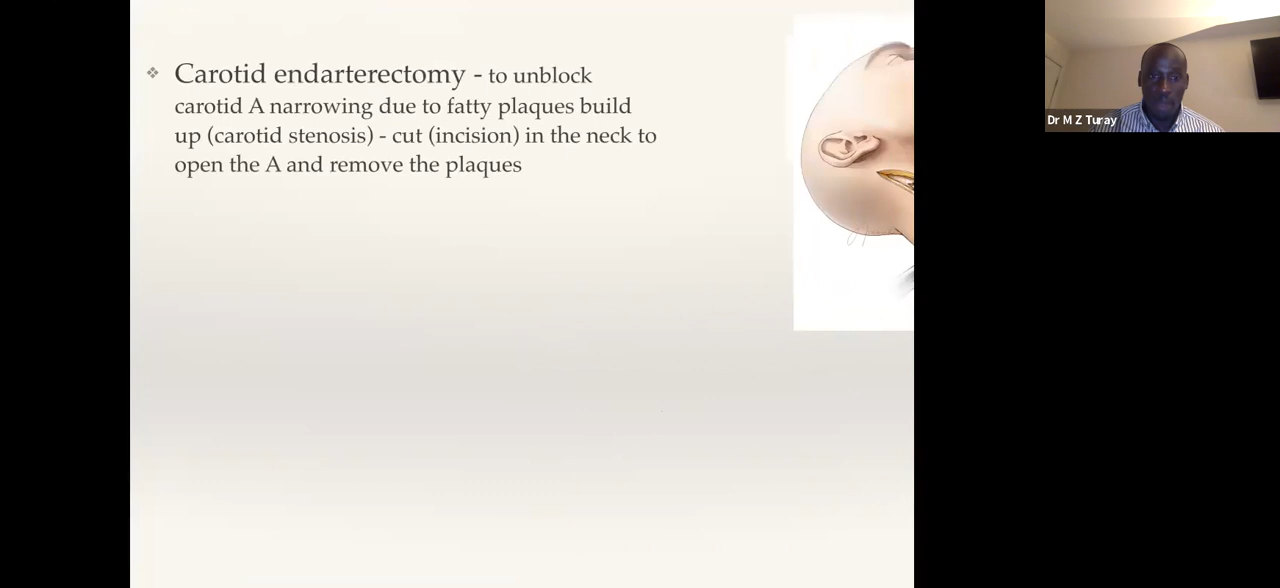 Carotid endarterectomy - to unblock
carotid A narrowing due to fatty plaques build
up (carotid stenosis) - cut (incision) in the neck to
open the A and remove the plaques
Dr M Z Turay